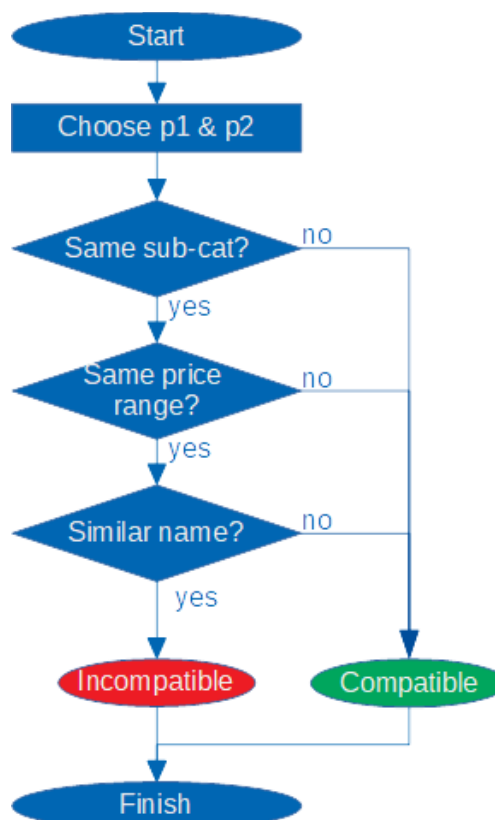 Start
Choose p1 & p2
Same sub-cat?
no
yes
Same price
range?
no
yes
Similar name?
no
yes
Incompatible
Compatible
Finish